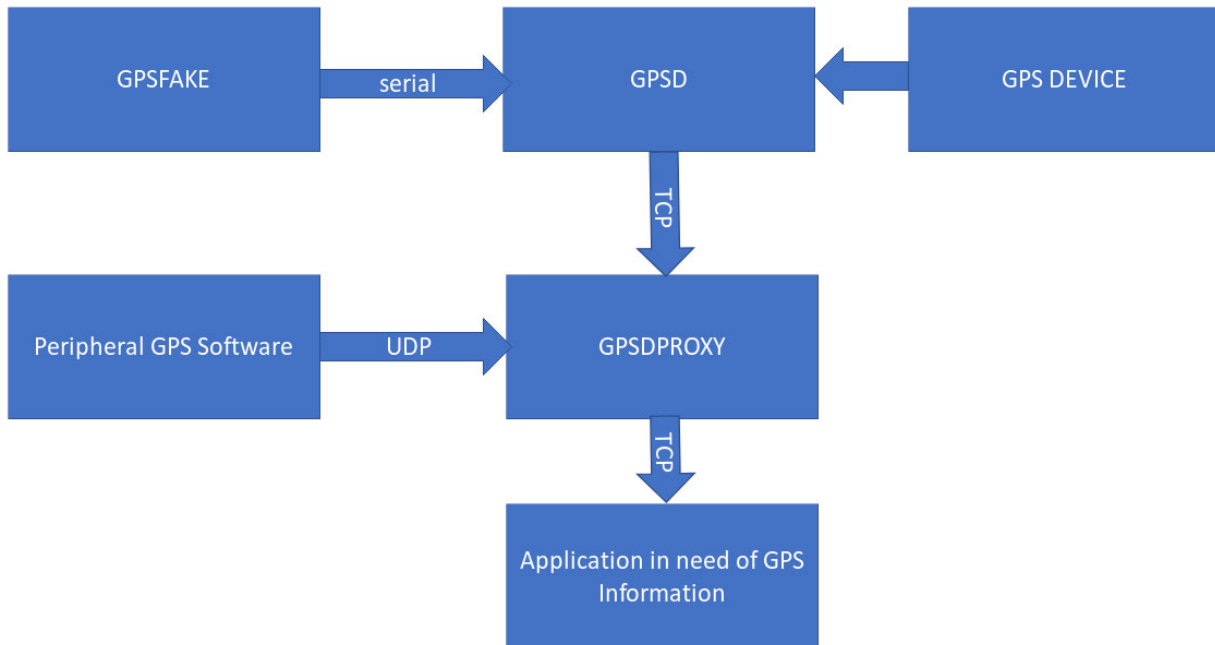 GPSFAKE
serial
GPSD
GPS DEVICE
TCP
Peripheral GPS Software
UDP
GPSDPROXY
TCP
Application in need of GPS
Information